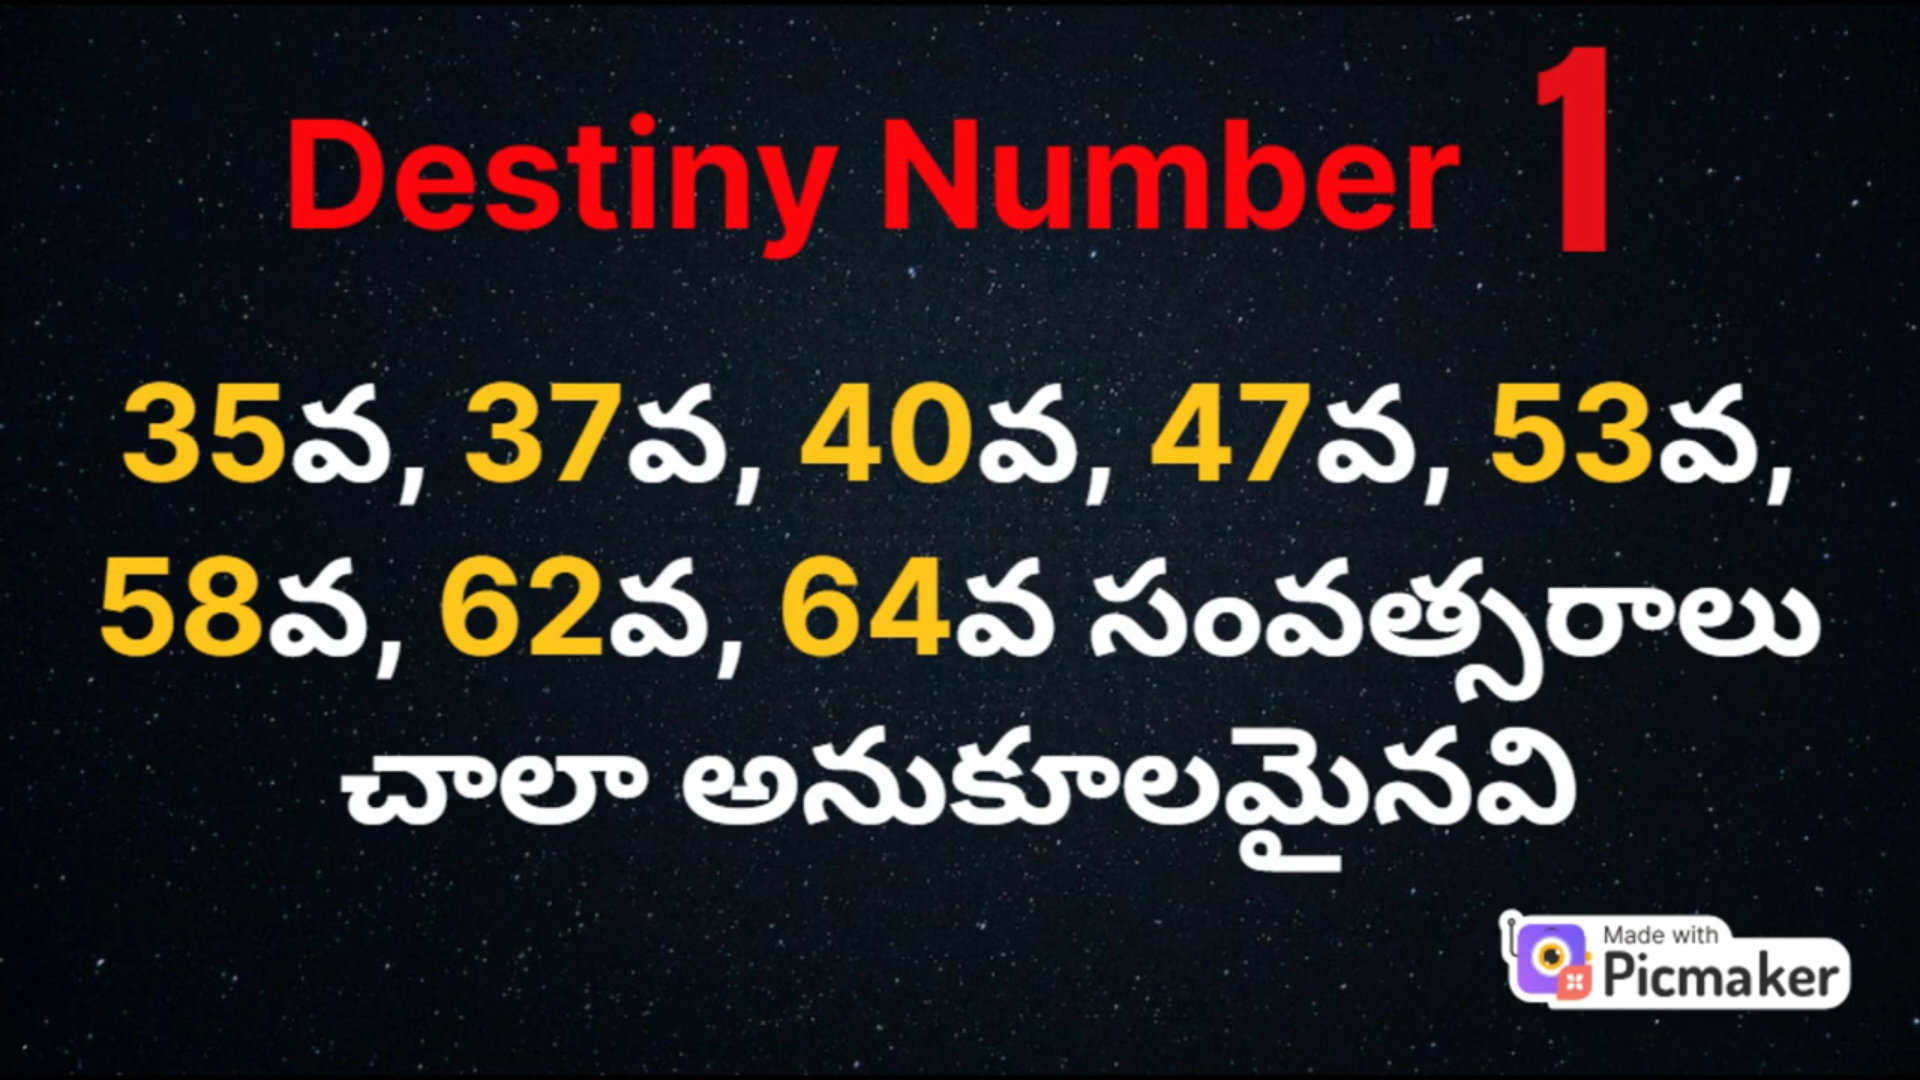 Destiny Number 1
35వ, 37వ, 40వ, 47వ, 53వ,
58వ, 62వ, 64వ సంవత్సరాలు
చాలా అనుకూలమైనవి
Made with
Picmaker